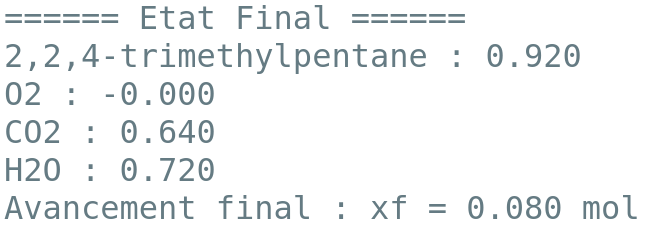 ====== Etat Final ======
2,2,4-trimethylpentane : 0.920
O2 : -0.000
CO2 : 0.640
H2O : 0.720
Avancement final : xf = 0.080 mol